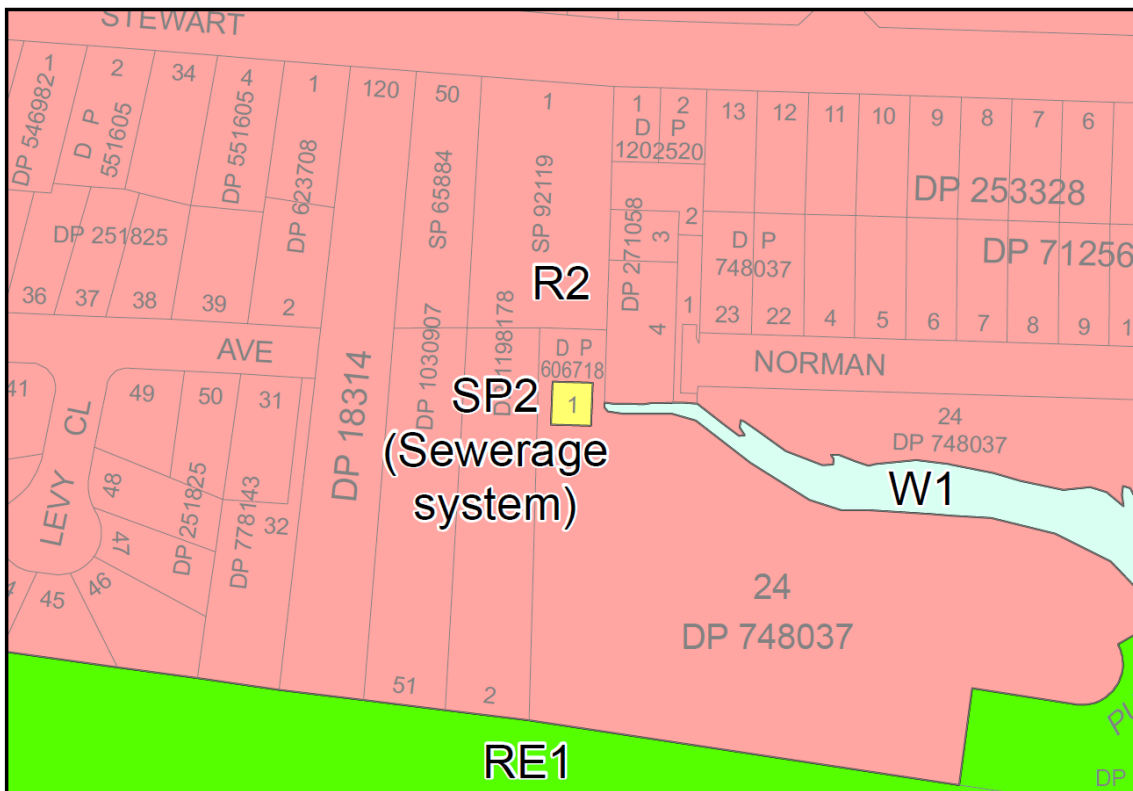 STEWART
1
2
34
4
1
120
50
1
1
2
13
12
11
10
9
8
7
6
DP 546982
D P
551605
DP 551605
DP 623708
SP 65884
SP 92119
D P
1202520
DP 253328
DP 251825
DP 271058
3
2
D P
748037
DP 71256
R2
36
37
38
39
2
4
1
23
22
4
5
6
7
8
9
1
AVE
DP 18314
DP 1030907
1198178
D P
606718
NORMAN
41
49
50
31
SP2
(Sewerage
system)
1
24
DP 748037
LEVY CL
48
47
DP 251825
DP 778143
32
W1
45
46
24
DP 748037
51
2
RE1
DP